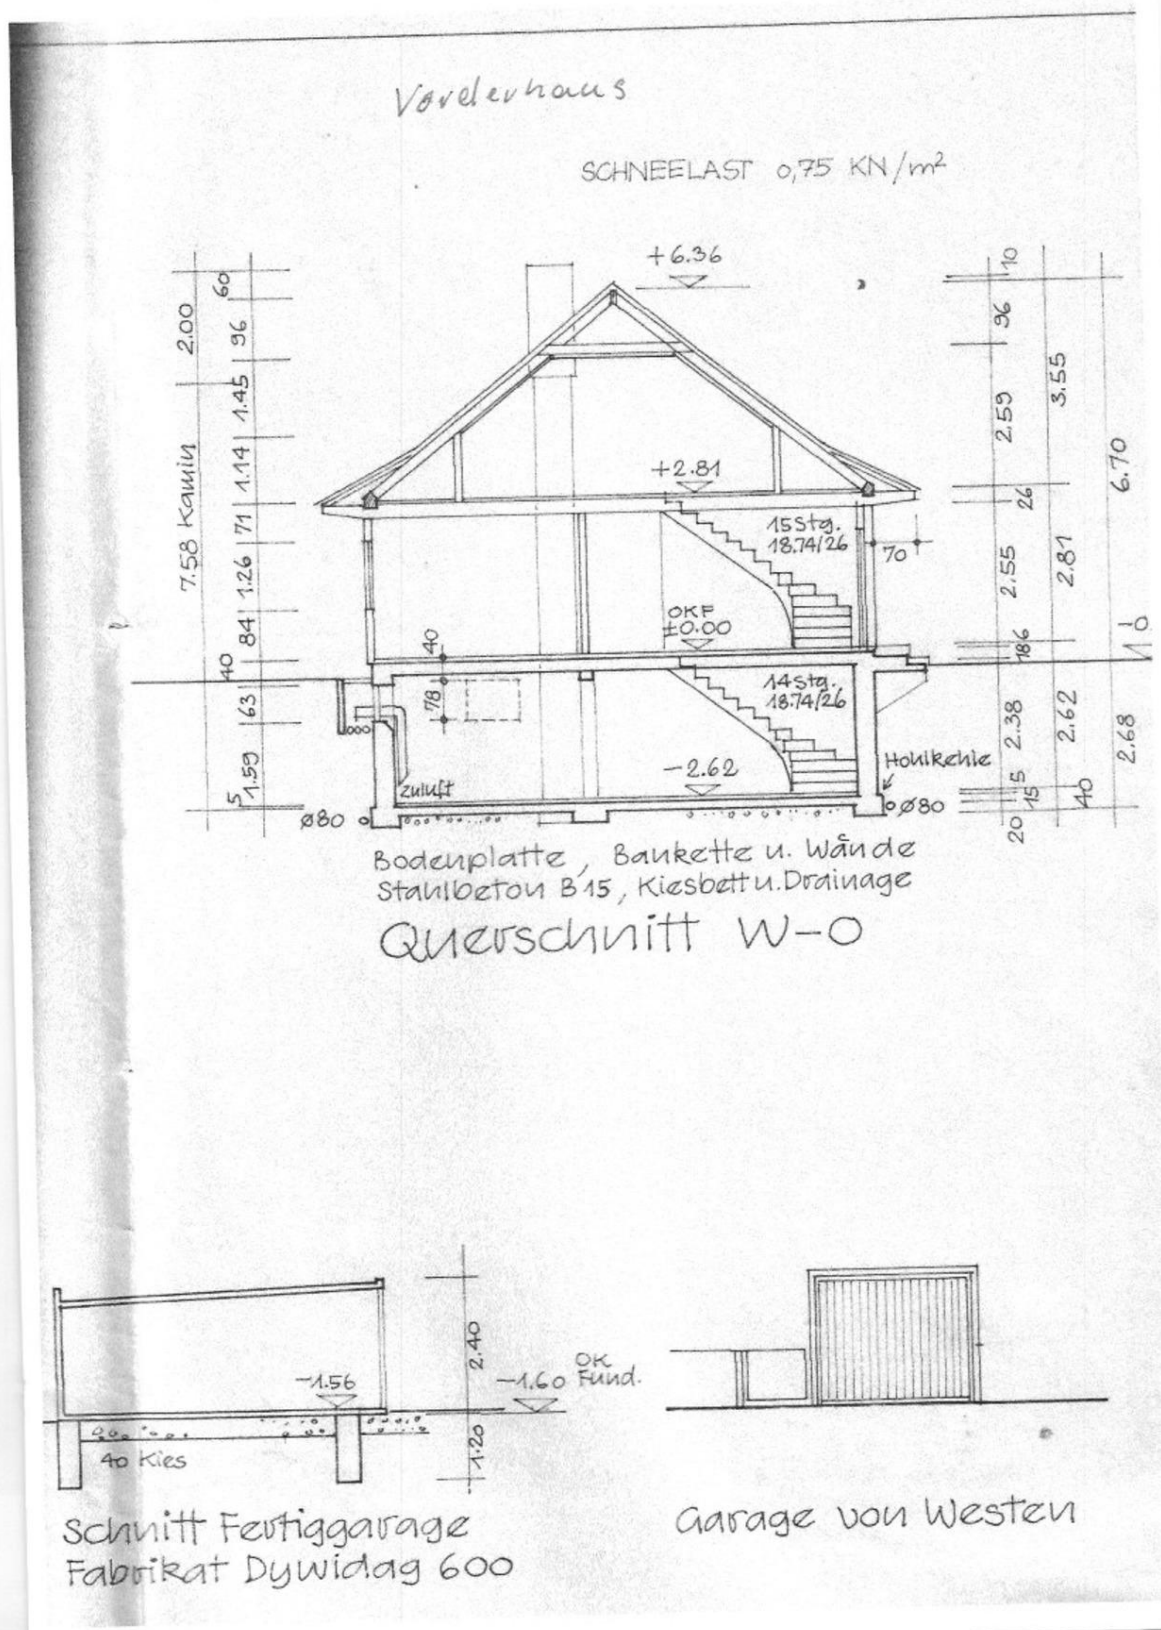 Vorderhaus
SCHNEELAST 0,75 KN/m²
+6.36
60
2.00
96
1.45
7.58 Kamin
1.14
71
1.26
84
40
63
1.59
5
10
96
3.55
2.59
6.70
26
2.55
2.81
186
2.38
2.62
2.68
5
15
40
20
+2.81
15 Stg.
18.74/26
70
OKF
±0.00
40
78
14 Stg.
18.74/26
-2.62
Hohlkehle
Zuluft
Ø80
Ø80
Bodenplatte, Bankette u. Wände
Stahlbeton B15, Kiesbett u. Drainage
Querschnitt W-O
2.40
-1.56
-1.60
OK
Fund.
1.20
40 Kies
Schnitt Fertiggarage
Fabrikat Dywidag 600
Garage von Westen